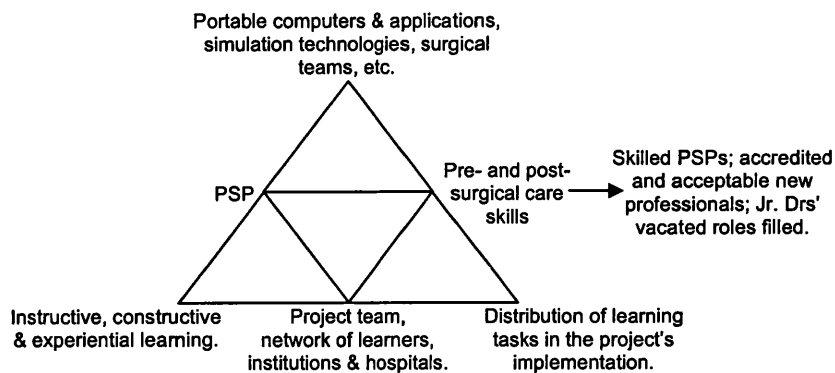 Portable computers & applications,
simulation technologies, surgical
teams, etc.
PSP
Pre- and post-
surgical care
skills
Skilled PSPs; accredited
and acceptable new
professionals; Jr. Drs'
vacated roles filled.
Instructive, constructive
& experiential learning.
Project team,
network of learners,
institutions & hospitals.
Distribution of learning
tasks in the project's
implementation.